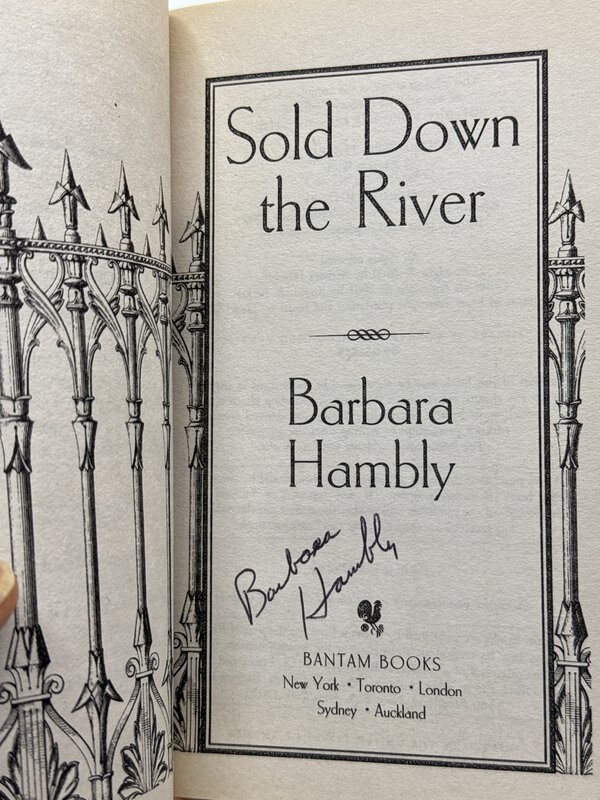 Sold Down
the River
Barbara
Hambly
Barbara
Hambly
BANTAM BOOKS
New York • Toronto • London
Sydney • Auckland